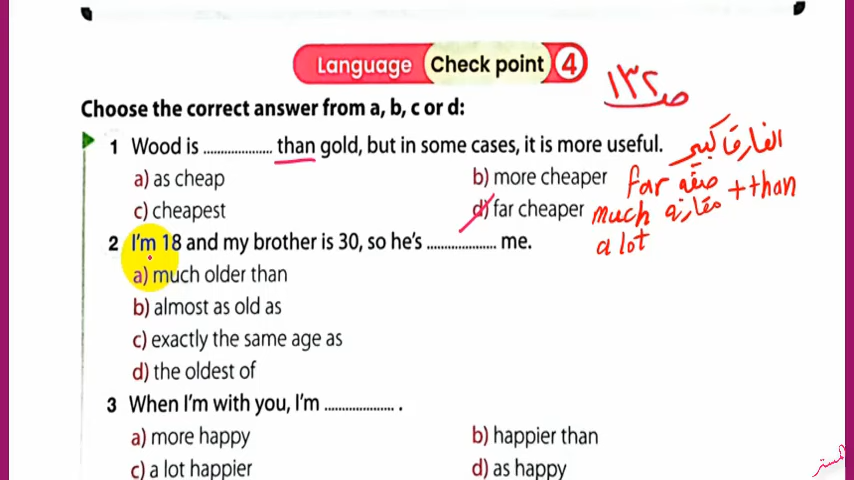 Language Check point 4
ص ١٣٢
Choose the correct answer from a, b, c or d:
1 Wood is .................... than gold, but in some cases, it is more useful.
الفارق كبير
a) as cheap
b) more cheaper
far صفه + than
c) cheapest
d) far cheaper
much مقارنه
a lot
2 I'm 18 and my brother is 30, so he's .................... me.
a) much older than
b) almost as old as
c) exactly the same age as
d) the oldest of
3 When I'm with you, I'm .................... .
a) more happy
b) happier than
c) a lot happier
d) as happy
المستر